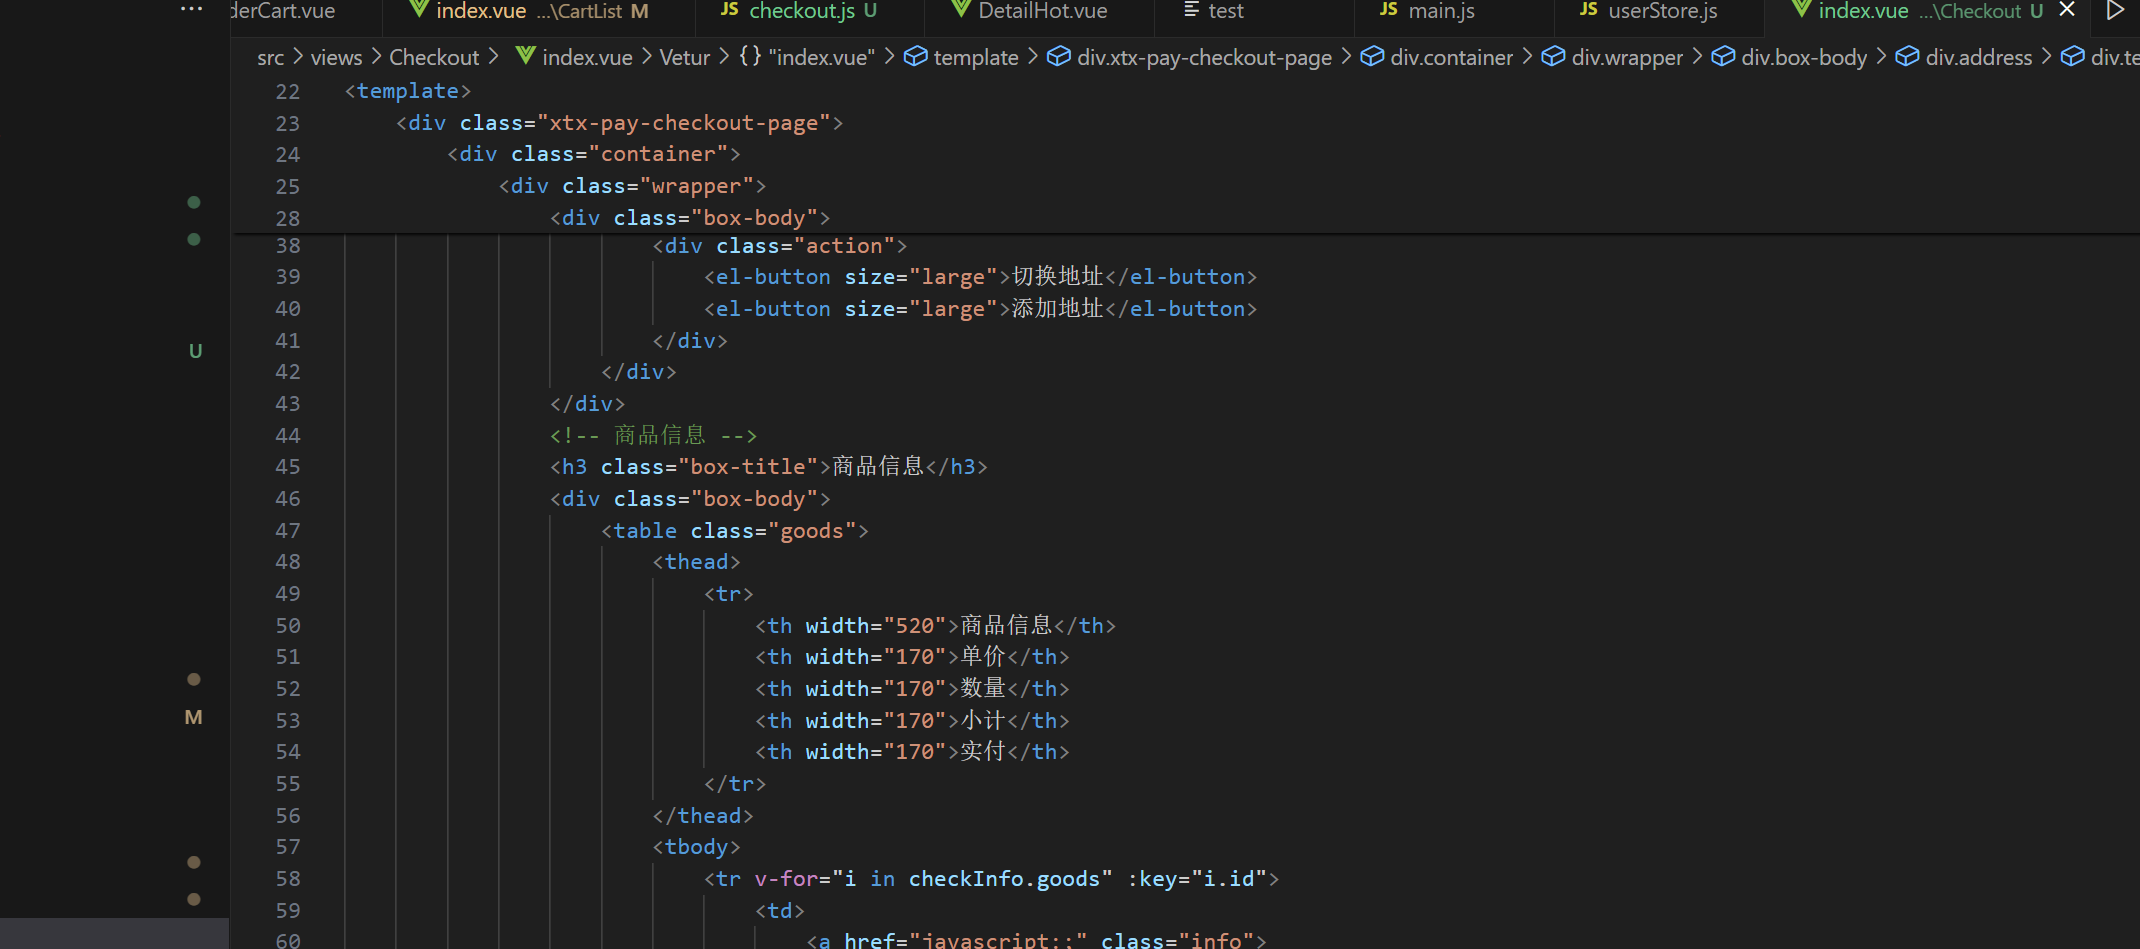 derCart.vue index.vue ...\CartList M JS checkout.js U DetailHot.vue test JS main.js JS userStore.js index.vue ...\Checkout U
src > views > Checkout > index.vue > Vetur > {} "index.vue" > template > div.xtx-pay-checkout-page > div.container > div.wrapper > div.box-body > div.address > div.te
22 <template>
23 <div class="xtx-pay-checkout-page">
24 <div class="container">
25 <div class="wrapper">
28 <div class="box-body">
38 <div class="action">
39 <el-button size="large">切换地址</el-button>
40 <el-button size="large">添加地址</el-button>
41 </div>
U
42 </div>
43 </div>
44 <!-- 商品信息 -->
45 <h3 class="box-title">商品信息</h3>
46 <div class="box-body">
47 <table class="goods">
48 <thead>
49 <tr>
50 <th width="520">商品信息</th>
51 <th width="170">单价</th>
52 <th width="170">数量</th>
M
53 <th width="170">小计</th>
54 <th width="170">实付</th>
55 </tr>
56 </thead>
57 <tbody>
58 <tr v-for="i in checkInfo.goods" :key="i.id">
59 <td>
60 <a href="javascript:;" class="info">